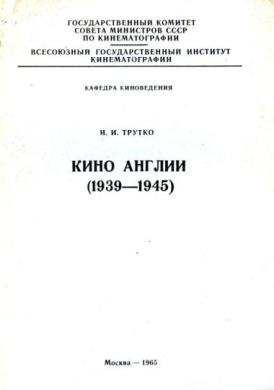 ГОСУДАРСТВЕННЫЙ КОМИТЕТ
СОВЕТА МИНИСТРОВ СССР
ПО КИНЕМАТОГРАФИИ
ВСЕСОЮЗНЫЙ ГОСУДАРСТВЕННЫЙ ИНСТИТУТ
КИНЕМАТОГРАФИИ
КАФЕДРА КИНОВЕДЕНИЯ
И. И. ТРУТКО
КИНО АНГЛИИ
(1939—1945)
Москва — 1965